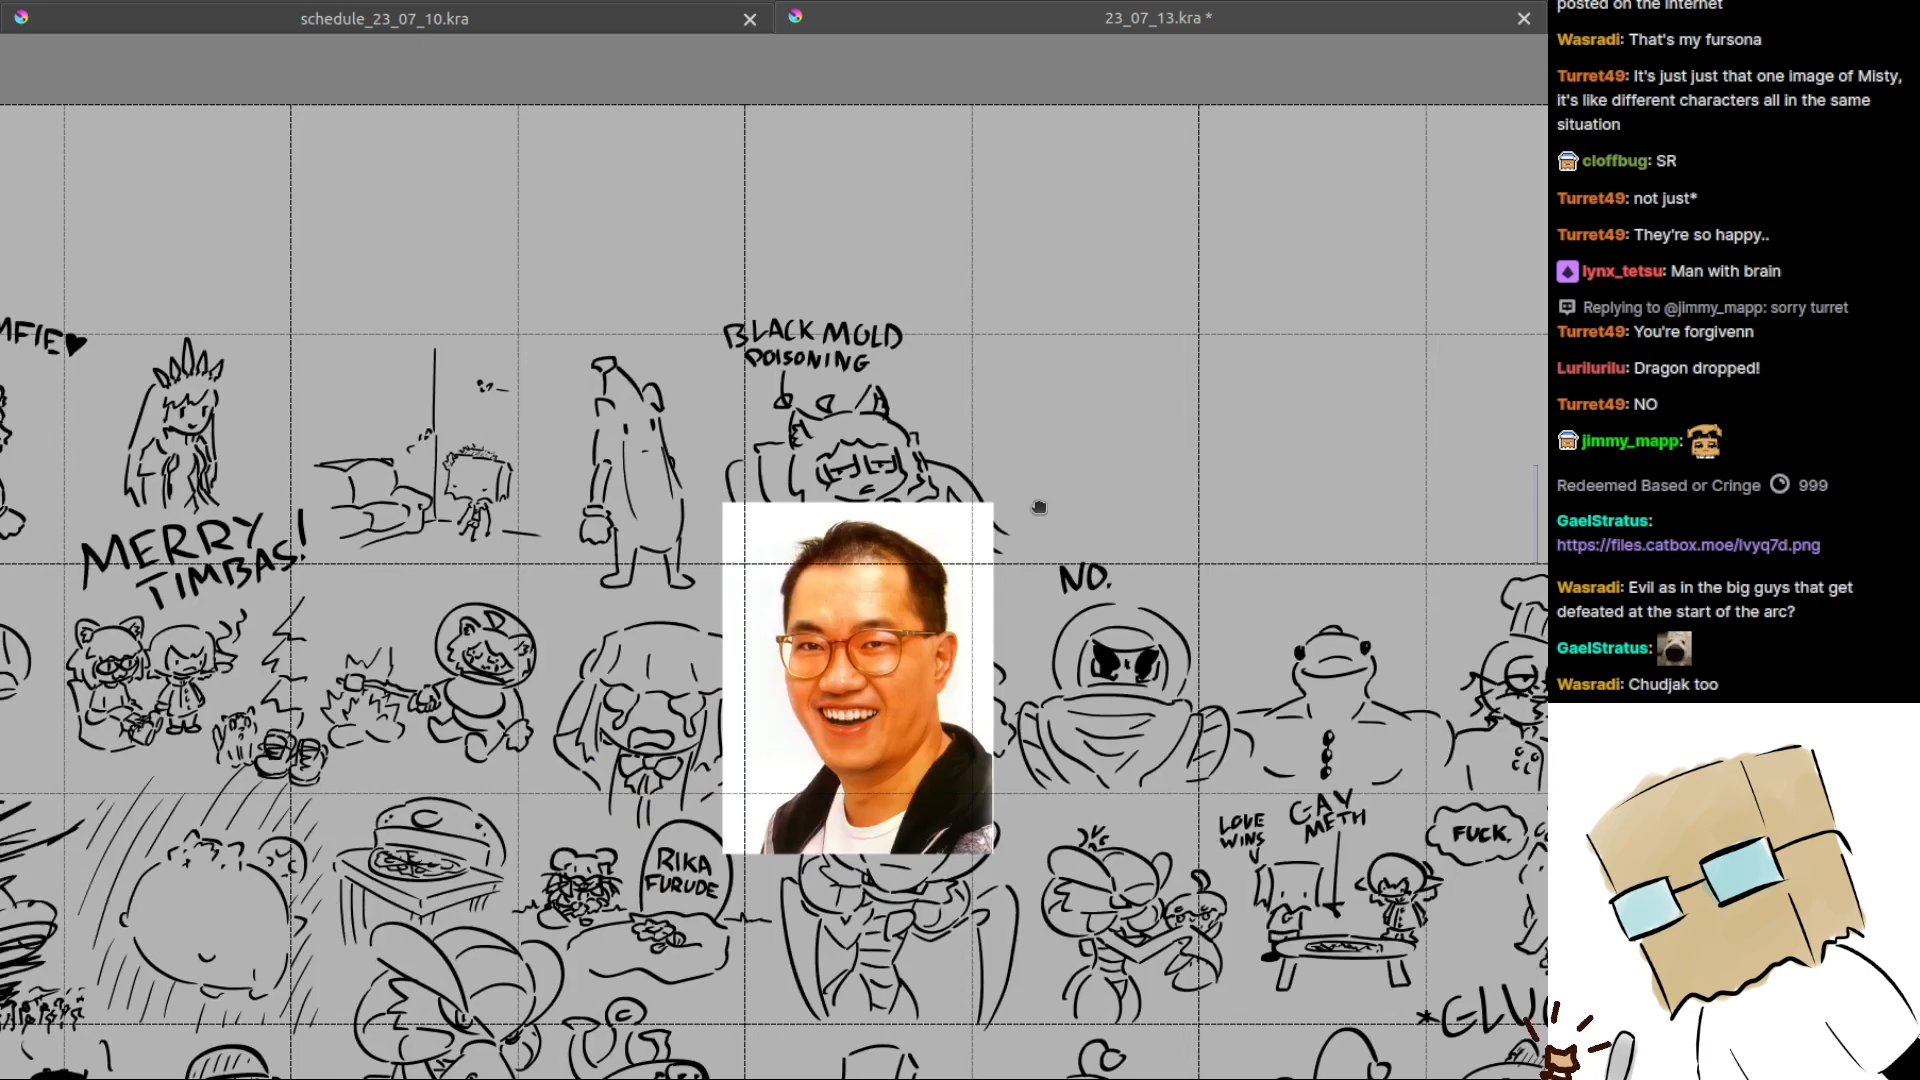 schedule_23_07_10.kra
23_07_13.kra *
posted on the internet
Wasradi: That's my fursona
Turret49: It's just just that one image of Misty,
it's like different characters all in the same
situation
cloffbug: SR
Turret49: not just*
Turret49: They're so happy..
lynx_tetsu: Man with brain
Replying to @jimmy_mapp: sorry turret
Turret49: You're forgivenn
Lurilurilu: Dragon dropped!
Turret49: NO
jimmy_mapp:
Redeemed Based or Cringe 999
GaelStratus:
https://files.catbox.moe/lvyq7d.png
Wasradi: Evil as in the big guys that get
defeated at the start of the arc?
GaelStratus:
Wasradi: Chudjak too
MFIE♥
BLACK MOLD
POISONING
MERRY
TIMBAS!
NO.
RIKA
FURUDE
LOVE
WINS
GAY
METH
FUCK.